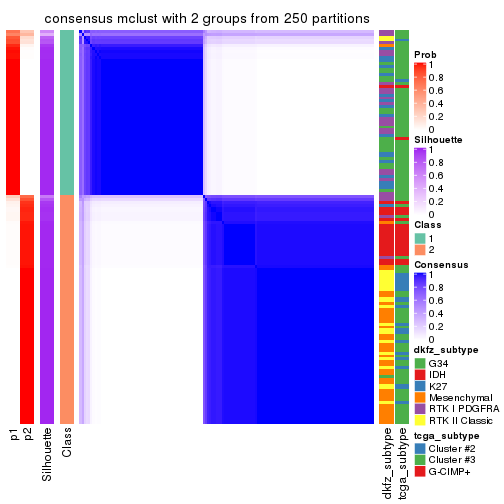 consensus mclust with 2 groups from 250 partitions
Prob
1
0.8
0.6
0.4
0.2
0
Silhouette
1
0.8
0.6
0.4
0.2
0
Class
1
2
Consensus
1
0.8
0.6
0.4
0.2
0
dkfz_subtype
G34
IDH
K27
Mesenchymal
RTK I PDGFRA
RTK II Classic
tcga_subtype
Cluster #2
Cluster #3
G-CIMP+
p1
p2
Silhouette
Class
dkfz_subtype
tcga_subtype